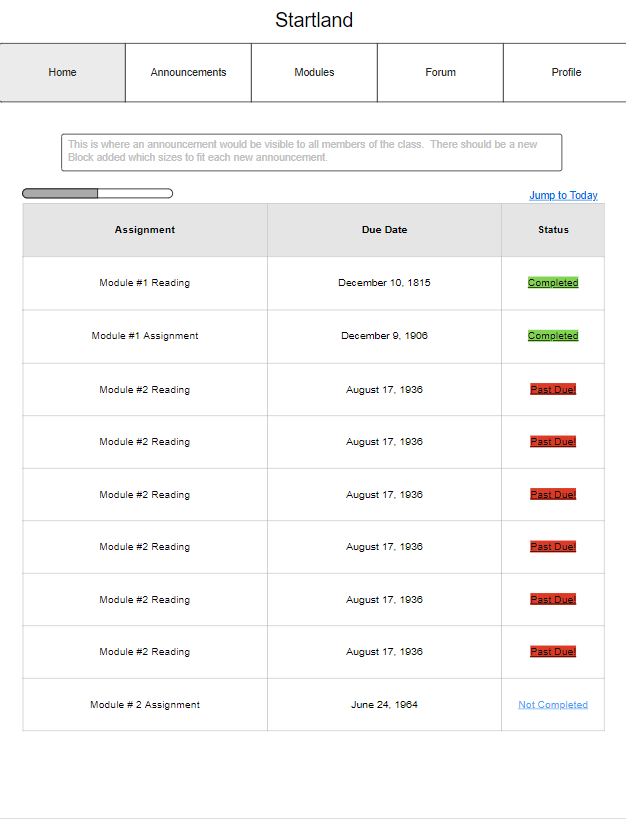 Startland
Home Announcements Modules Forum Profile
This is where an announcement would be visible to all members of the class. There should be a new
Block added which sizes to fit each new announcement.
Jump to Today
Assignment Due Date Status
Module #1 Reading December 10, 1815 Completed
Module #1 Assignment December 9, 1906 Completed
Module #2 Reading August 17, 1936 Past Due!
Module #2 Reading August 17, 1936 Past Due!
Module #2 Reading August 17, 1936 Past Due!
Module #2 Reading August 17, 1936 Past Due!
Module #2 Reading August 17, 1936 Past Due!
Module #2 Reading August 17, 1936 Past Due!
Module # 2 Assignment June 24, 1964 Not Completed